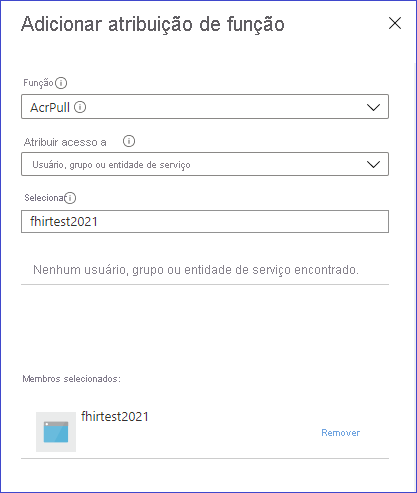 Adicionar atribuição de função
Função
AcrPull
Atribuir acesso a
Usuário, grupo ou entidade de serviço
Selecionar
fhirtest2021
Nenhum usuário, grupo ou entidade de serviço encontrado.
Membros selecionados:
fhirtest2021
Remover